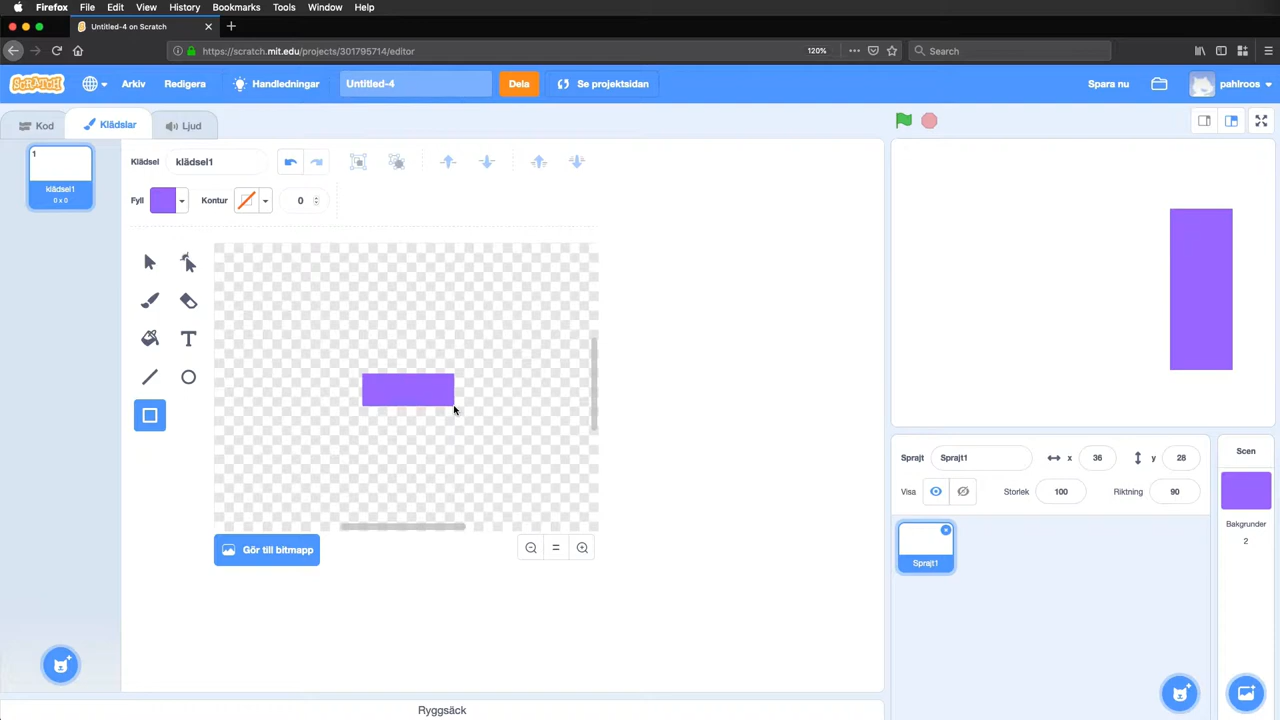 Firefox File Edit View History Bookmarks Tools Window Help
Untitled-4 on Scratch
https://scratch.mit.edu/projects/301795714/editor 120% Search
SCRATCH Arkiv Redigera Handledningar Untitled-4 Dela Se projektsidan Spara nu pahlroos
Kod Klädslar Ljud
1
klädsel1
0 x 0
Klädsel klädsel1
Fyll Kontur 0
T
Gör till bitmapp
Sprajt Sprajt1 x 36 y 28
Visa Storlek 100 Riktning 90
Sprajt1
Scen
Bakgrunder
2
Ryggsäck